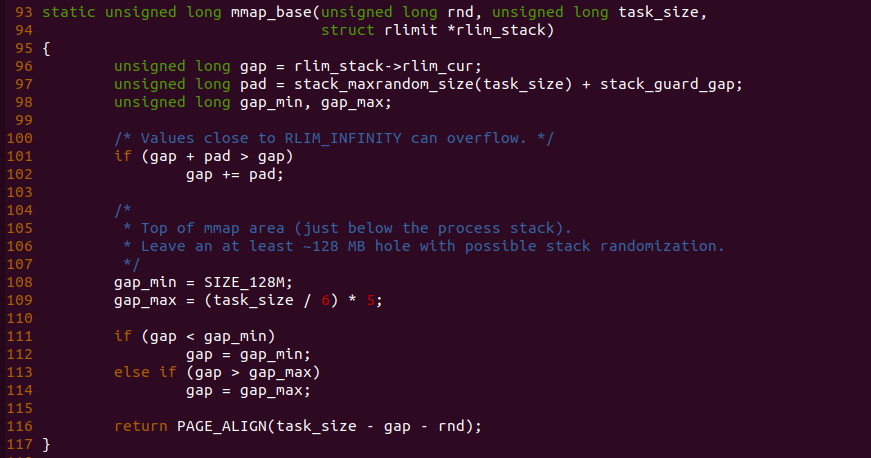 93 static unsigned long mmap_base(unsigned long rnd, unsigned long task_size,
94                                struct rlimit *rlim_stack)
95 {
96         unsigned long gap = rlim_stack->rlim_cur;
97         unsigned long pad = stack_maxrandom_size(task_size) + stack_guard_gap;
98         unsigned long gap_min, gap_max;
99
100         /* Values close to RLIM_INFINITY can overflow. */
101         if (gap + pad > gap)
102                 gap += pad;
103
104         /*
105          * Top of mmap area (just below the process stack).
106          * Leave an at least ~128 MB hole with possible stack randomization.
107          */
108         gap_min = SIZE_128M;
109         gap_max = (task_size / 6) * 5;
110
111         if (gap < gap_min)
112                 gap = gap_min;
113         else if (gap > gap_max)
114                 gap = gap_max;
115
116         return PAGE_ALIGN(task_size - gap - rnd);
117 }